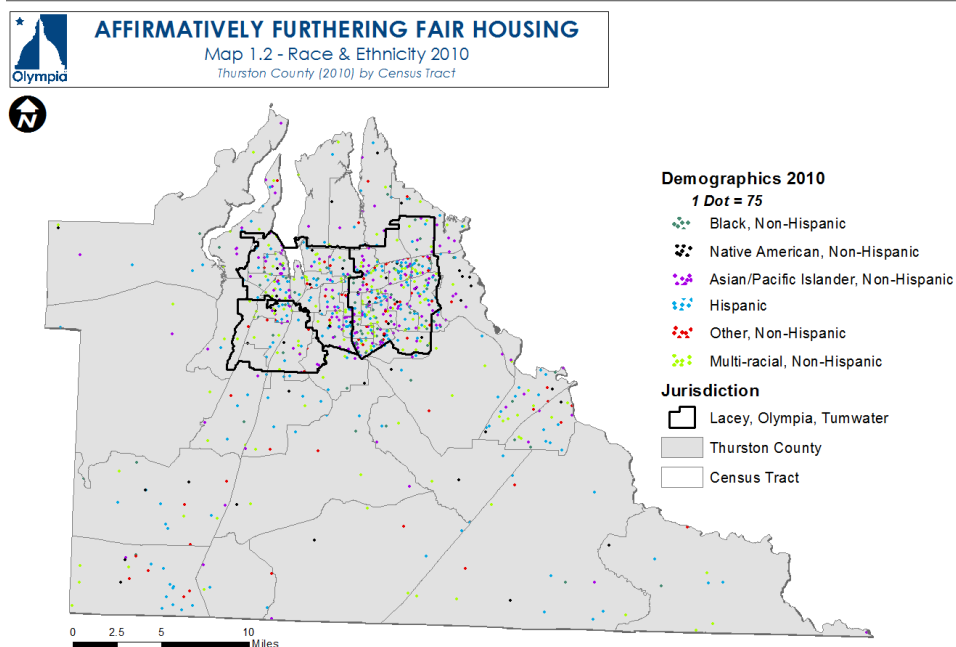 AFFIRMATIVELY FURTHERING FAIR HOUSING
Map 1.2 - Race & Ethnicity 2010
Thurston County (2010) by Census Tract
Olympia
N
Demographics 2010
1 Dot = 75
Black, Non-Hispanic
Native American, Non-Hispanic
Asian/Pacific Islander, Non-Hispanic
Hispanic
Other, Non-Hispanic
Multi-racial, Non-Hispanic
Jurisdiction
Lacey, Olympia, Tumwater
Thurston County
Census Tract
0 2.5 5 10
Miles